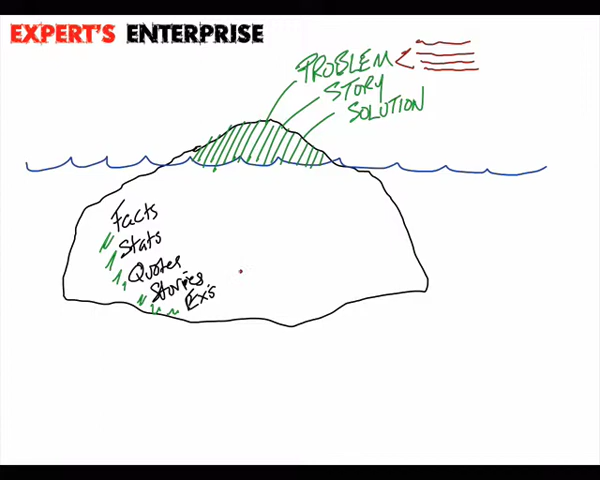 EXPERT'S ENTERPRISE
PROBLEM
STORY
SOLUTION
Facts
Stats
Quotes
Stories
Ex's